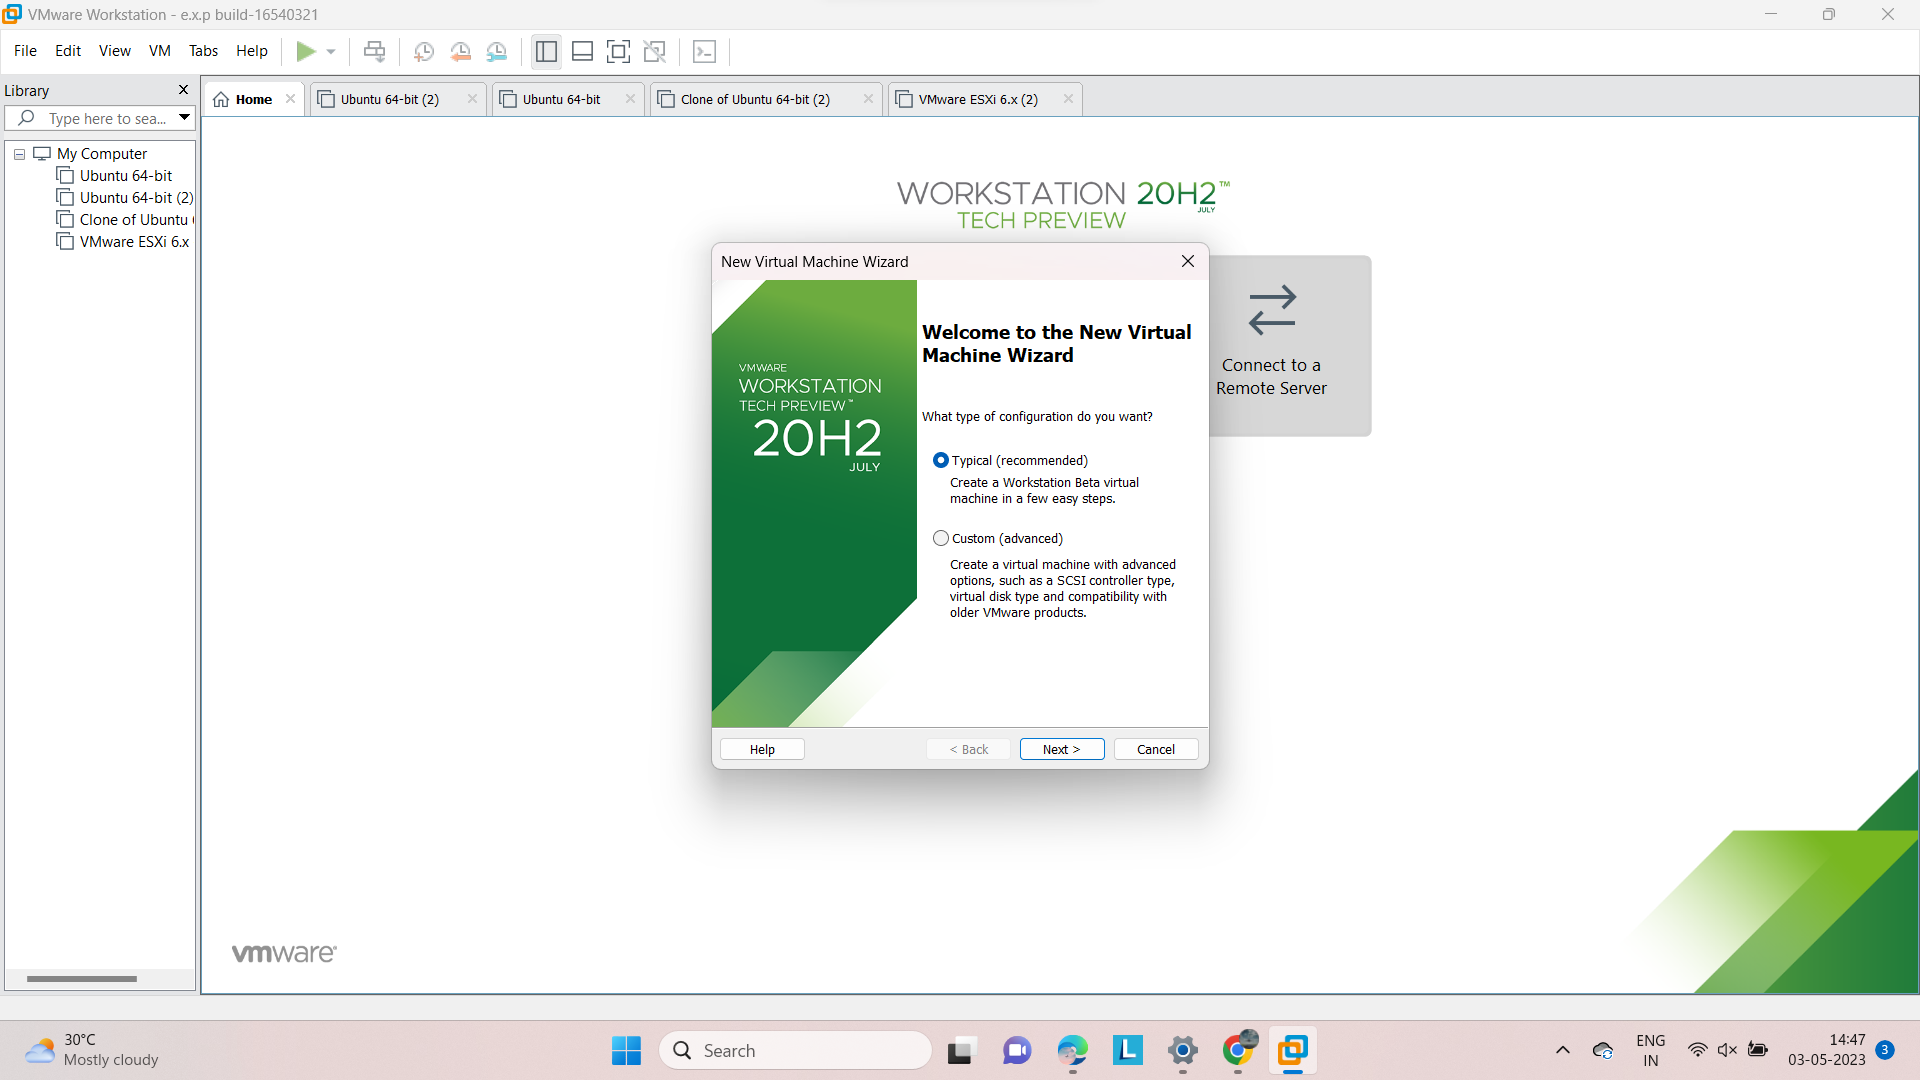 VMware Workstation - e.x.p build-16540321
File Edit View VM Tabs Help
Library
Type here to sea...
My Computer
Ubuntu 64-bit
Ubuntu 64-bit (2)
Clone of Ubuntu
VMware ESXi 6.x
Home
Ubuntu 64-bit (2)
Ubuntu 64-bit
Clone of Ubuntu 64-bit (2)
VMware ESXi 6.x (2)
WORKSTATION 20H2™
JULY
TECH PREVIEW
Connect to a
Remote Server
New Virtual Machine Wizard
VMWARE
WORKSTATION
TECH PREVIEW™
20H2
JULY
Welcome to the New Virtual
Machine Wizard
What type of configuration do you want?
Typical (recommended)
Create a Workstation Beta virtual
machine in a few easy steps.
Custom (advanced)
Create a virtual machine with advanced
options, such as a SCSI controller type,
virtual disk type and compatibility with
older VMware products.
Help
< Back
Next >
Cancel
vmware®
30°C
Mostly cloudy
Search
L
ENG
IN
14:47
03-05-2023
3